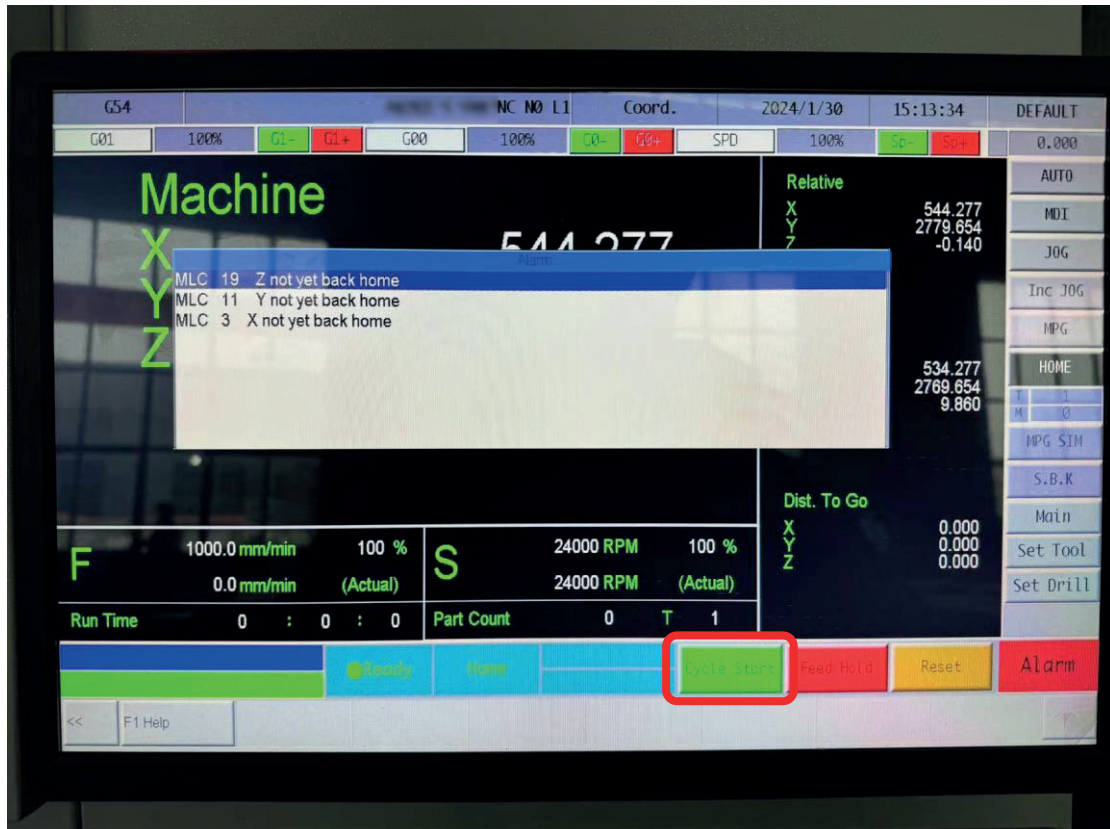 G54 NC N0 L1 Coord. 2024/1/30 15:13:34 DEFAULT
G01 100% G1- G1+ G00 100% G0- G0+ SPD 100% Sp- Sp+ 0.000
Machine
X 544.277
Y
Z
Relative
X 544.277
Y 2779.654
Z -0.140
Alarm
MLC 19 Z not yet back home
MLC 11 Y not yet back home
MLC 3 X not yet back home
534.277
2769.654
9.860
Dist. To Go
X 0.000
Y 0.000
Z 0.000
AUTO
MDI
JOG
Inc JOG
MPG
HOME
T 1
M 0
MPG SIM
S.B.K
Main
Set Tool
Set Drill
F 1000.0 mm/min 100 %
0.0 mm/min (Actual)
S 24000 RPM 100 %
24000 RPM (Actual)
Run Time 0 : 0 : 0
Part Count 0 T 1
Ready Home Cycle Start Feed Hold Reset Alarm
<< F1 Help